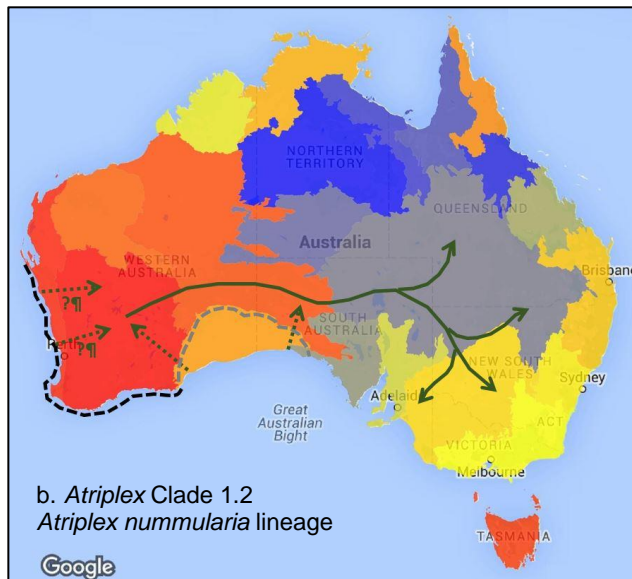 NORTHERN
TERRITORY
QUEENSLAND
Australia
WESTERN
AUSTRALIA
Brisbane
?¶
SOUTH
AUSTRALIA
?¶
Perth
NEW SOUTH
WALES
Sydney
Adelaid
Great
Australian
Bight
ACT
VICTORIA
Melbourne
b. Atriplex Clade 1.2
Atriplex nummularia lineage
TASMANIA
Google